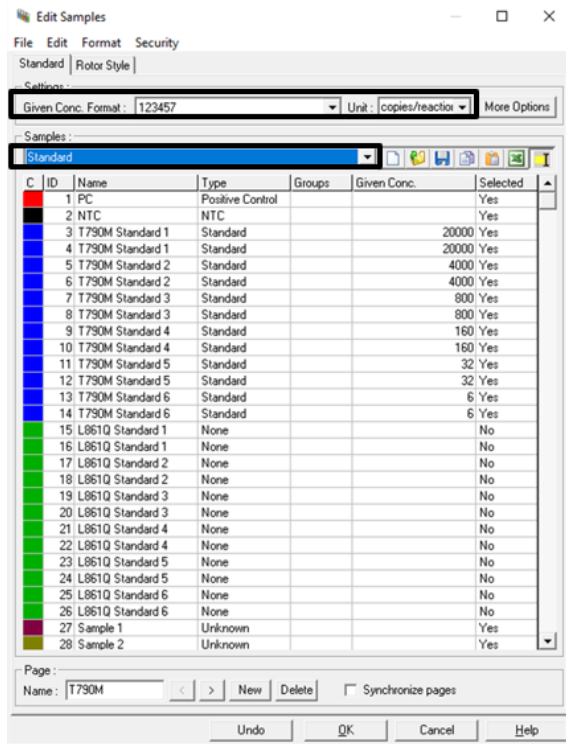 Edit Samples
File Edit Format Security
Standard Rotor Style
Settings :
Given Conc. Format : 123457 Unit : copies/reaction More Options
Samples :
Standard
C ID Name Type Groups Given Conc. Selected
1 PC Positive Control Yes
2 NTC NTC Yes
3 T790M Standard 1 Standard 20000 Yes
4 T790M Standard 1 Standard 20000 Yes
5 T790M Standard 2 Standard 4000 Yes
6 T790M Standard 2 Standard 4000 Yes
7 T790M Standard 3 Standard 800 Yes
8 T790M Standard 3 Standard 800 Yes
9 T790M Standard 4 Standard 160 Yes
10 T790M Standard 4 Standard 160 Yes
11 T790M Standard 5 Standard 32 Yes
12 T790M Standard 5 Standard 32 Yes
13 T790M Standard 6 Standard 6 Yes
14 T790M Standard 6 Standard 6 Yes
15 L861Q Standard 1 None No
16 L861Q Standard 1 None No
17 L861Q Standard 2 None No
18 L861Q Standard 2 None No
19 L861Q Standard 3 None No
20 L861Q Standard 3 None No
21 L861Q Standard 4 None No
22 L861Q Standard 4 None No
23 L861Q Standard 5 None No
24 L861Q Standard 5 None No
25 L861Q Standard 6 None No
26 L861Q Standard 6 None No
27 Sample 1 Unknown Yes
28 Sample 2 Unknown Yes
Page :
Name : T790M < > New Delete Synchronize pages
Undo OK Cancel Help